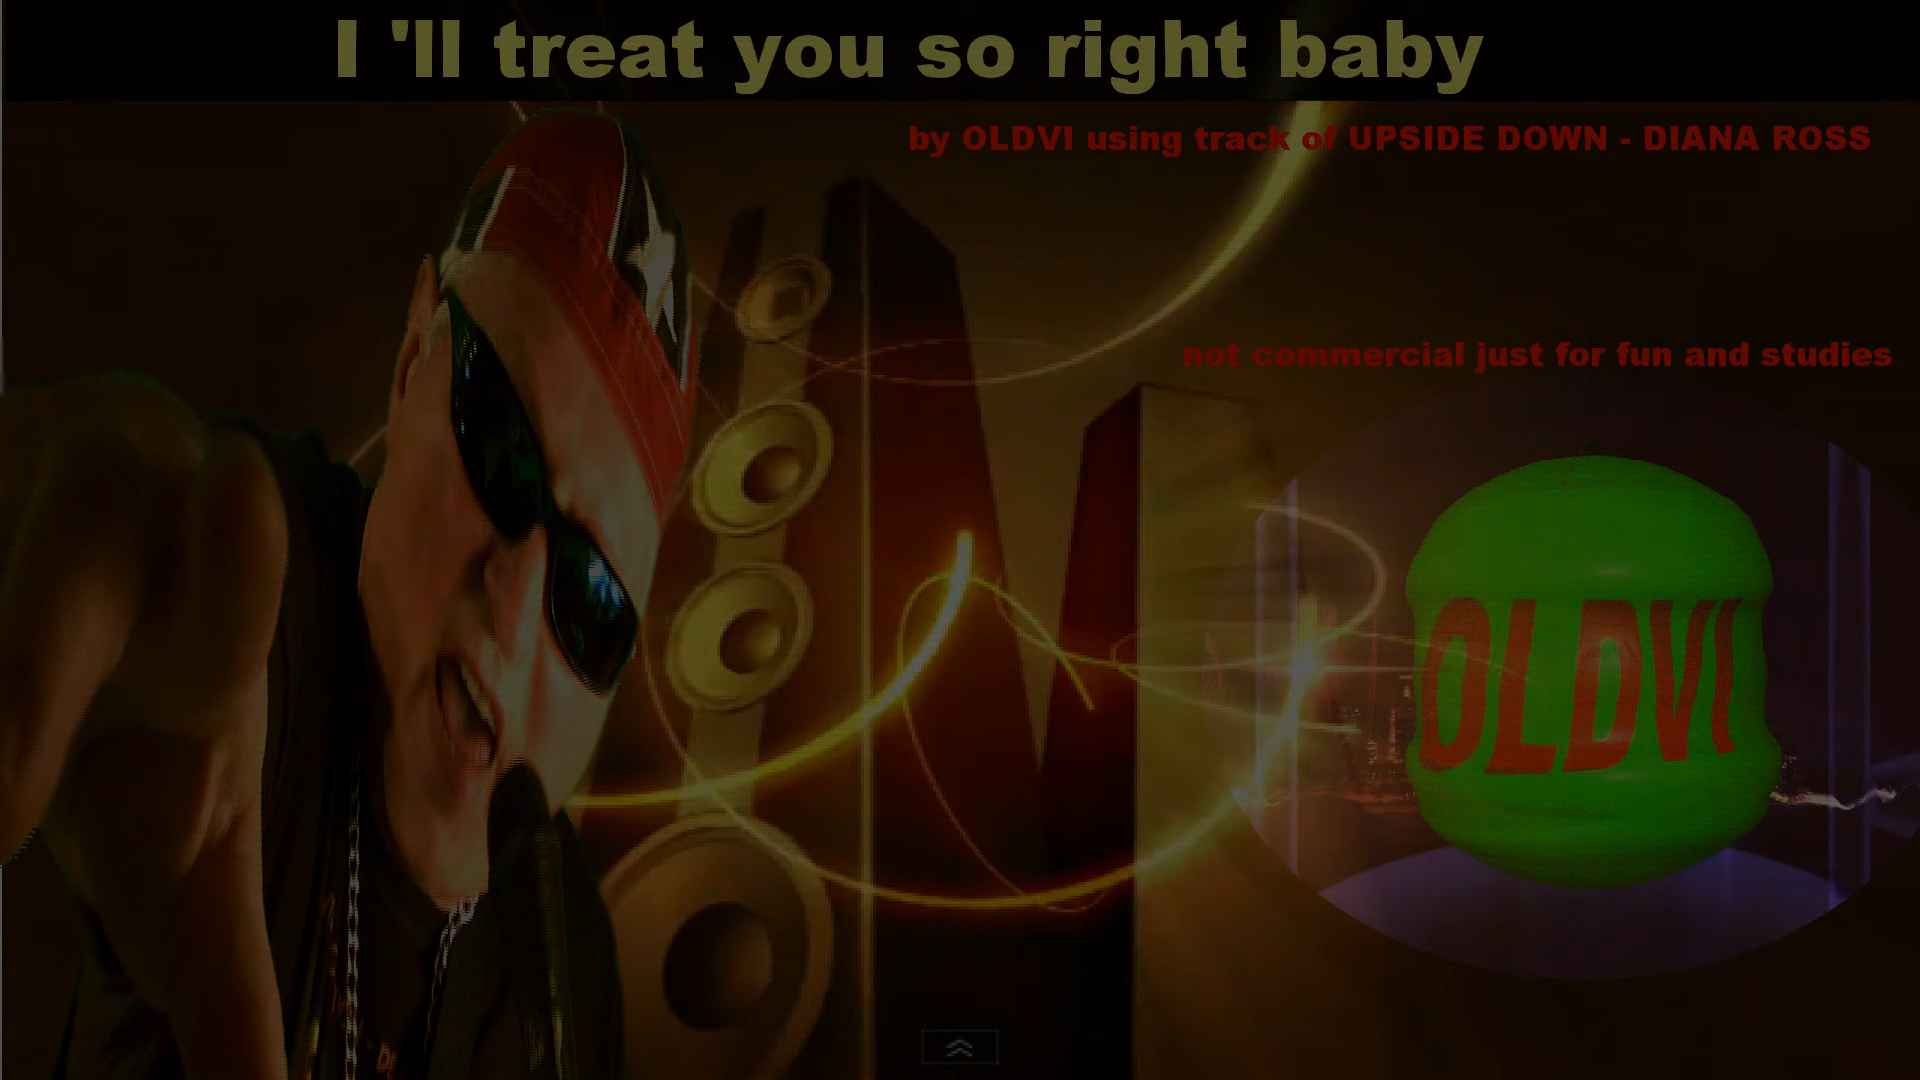 I 'll treat you so right baby
by OLDVI using track of UPSIDE DOWN - DIANA ROSS
not commercial just for fun and studies
OLDVI